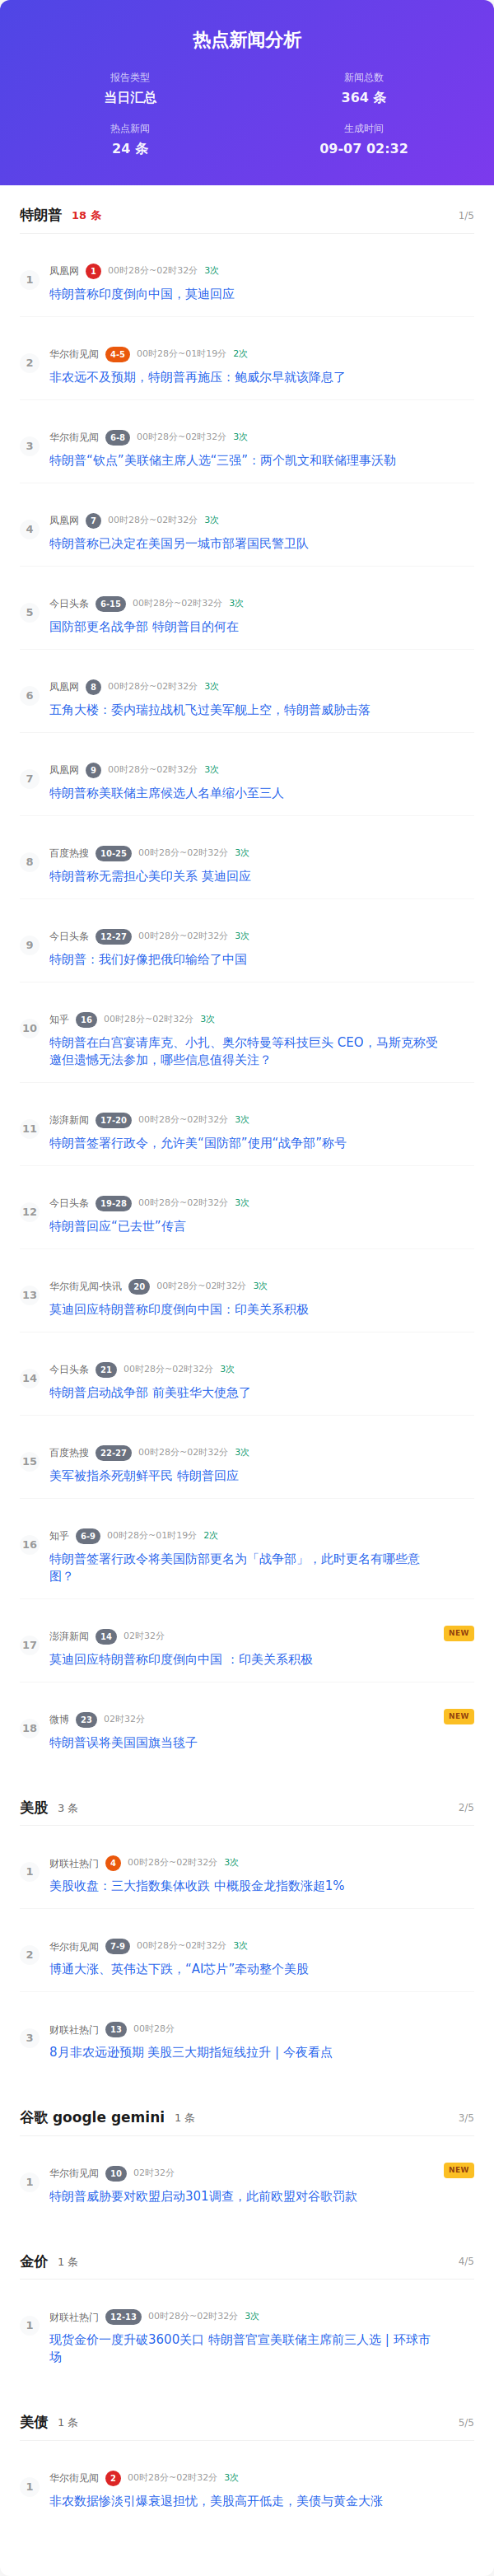 热点新闻分析
报告类型
新闻总数
当日汇总
364 条
热点新闻
生成时间
24 条
09-07 02:32
特朗普 18 条 1/5
1
凤凰网 1 00时28分~02时32分 3次
特朗普称印度倒向中国，莫迪回应
2
华尔街见闻 4-5 00时28分~01时19分 2次
非农远不及预期，特朗普再施压：鲍威尔早就该降息了
3
华尔街见闻 6-8 00时28分~02时32分 3次
特朗普“钦点”美联储主席人选“三强”：两个凯文和联储理事沃勒
4
凤凰网 7 00时28分~02时32分 3次
特朗普称已决定在美国另一城市部署国民警卫队
5
今日头条 6-15 00时28分~02时32分 3次
国防部更名战争部 特朗普目的何在
6
凤凰网 8 00时28分~02时32分 3次
五角大楼：委内瑞拉战机飞过美军舰上空，特朗普威胁击落
7
凤凰网 9 00时28分~02时32分 3次
特朗普称美联储主席候选人名单缩小至三人
8
百度热搜 10-25 00时28分~02时32分 3次
特朗普称无需担心美印关系 莫迪回应
9
今日头条 12-27 00时28分~02时32分 3次
特朗普：我们好像把俄印输给了中国
10
知乎 16 00时28分~02时32分 3次
特朗普在白宫宴请库克、小扎、奥尔特曼等科技巨头 CEO，马斯克称受
邀但遗憾无法参加，哪些信息值得关注？
11
澎湃新闻 17-20 00时28分~02时32分 3次
特朗普签署行政令，允许美“国防部”使用“战争部”称号
12
今日头条 19-28 00时28分~02时32分 3次
特朗普回应“已去世”传言
13
华尔街见闻-快讯 20 00时28分~02时32分 3次
莫迪回应特朗普称印度倒向中国：印美关系积极
14
今日头条 21 00时28分~02时32分 3次
特朗普启动战争部 前美驻华大使急了
15
百度热搜 22-27 00时28分~02时32分 3次
美军被指杀死朝鲜平民 特朗普回应
16
知乎 6-9 00时28分~01时19分 2次
特朗普签署行政令将美国防部更名为「战争部」，此时更名有哪些意
图？
17
澎湃新闻 14 02时32分 NEW
莫迪回应特朗普称印度倒向中国 ：印美关系积极
18
微博 23 02时32分 NEW
特朗普误将美国国旗当毯子
美股 3 条 2/5
1
财联社热门 4 00时28分~02时32分 3次
美股收盘：三大指数集体收跌 中概股金龙指数涨超1%
2
华尔街见闻 7-9 00时28分~02时32分 3次
博通大涨、英伟达下跌，“AI芯片”牵动整个美股
3
财联社热门 13 00时28分
8月非农远逊预期 美股三大期指短线拉升 | 今夜看点
谷歌 google gemini 1 条 3/5
1
华尔街见闻 10 02时32分 NEW
特朗普威胁要对欧盟启动301调查，此前欧盟对谷歌罚款
金价 1 条 4/5
1
财联社热门 12-13 00时28分~02时32分 3次
现货金价一度升破3600关口 特朗普官宣美联储主席前三人选 | 环球市
场
美债 1 条 5/5
1
华尔街见闻 2 00时28分~02时32分 3次
非农数据惨淡引爆衰退担忧，美股高开低走，美债与黄金大涨